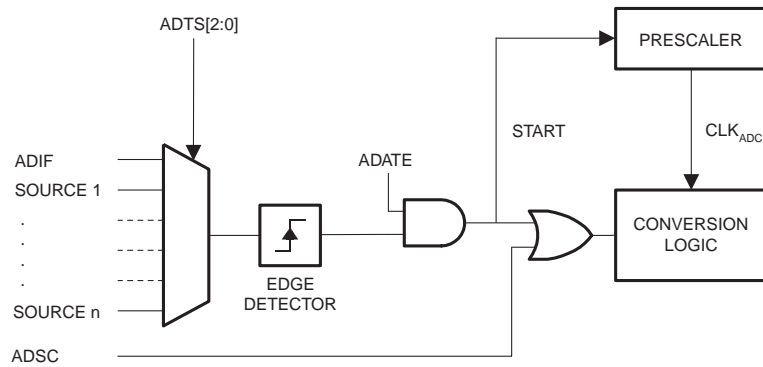 ADTS[2:0]
PRESCALER
START
CLKADC
ADIF
SOURCE 1
.
.
.
.
SOURCE n
ADSC
ADATE
EDGE
DETECTOR
CONVERSION
LOGIC